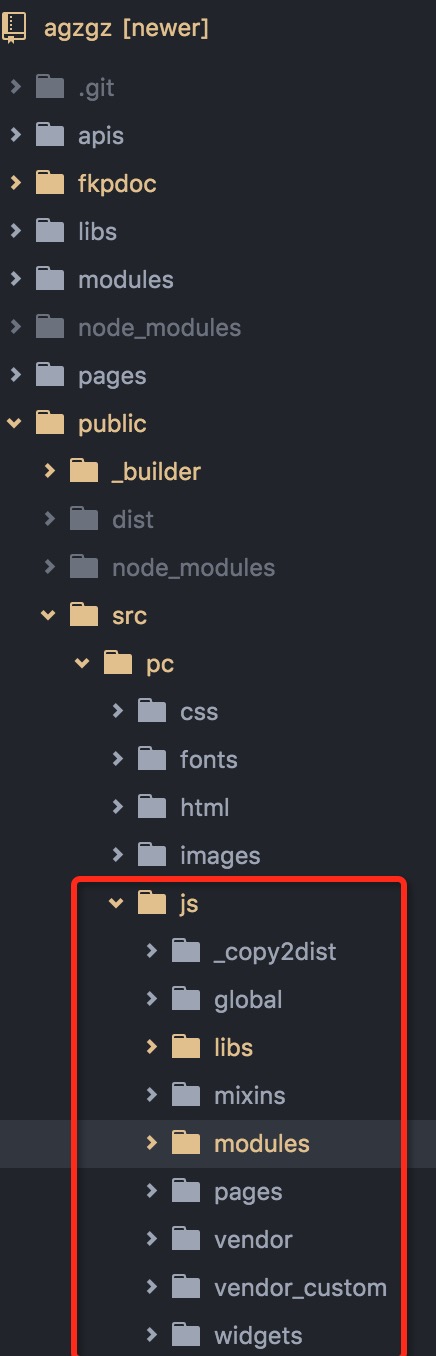 agzgz [newer]
.git
apis
fkpdoc
libs
modules
node_modules
pages
public
_builder
dist
node_modules
src
pc
css
fonts
html
images
js
_copy2dist
global
libs
mixins
modules
pages
vendor
vendor_custom
widgets